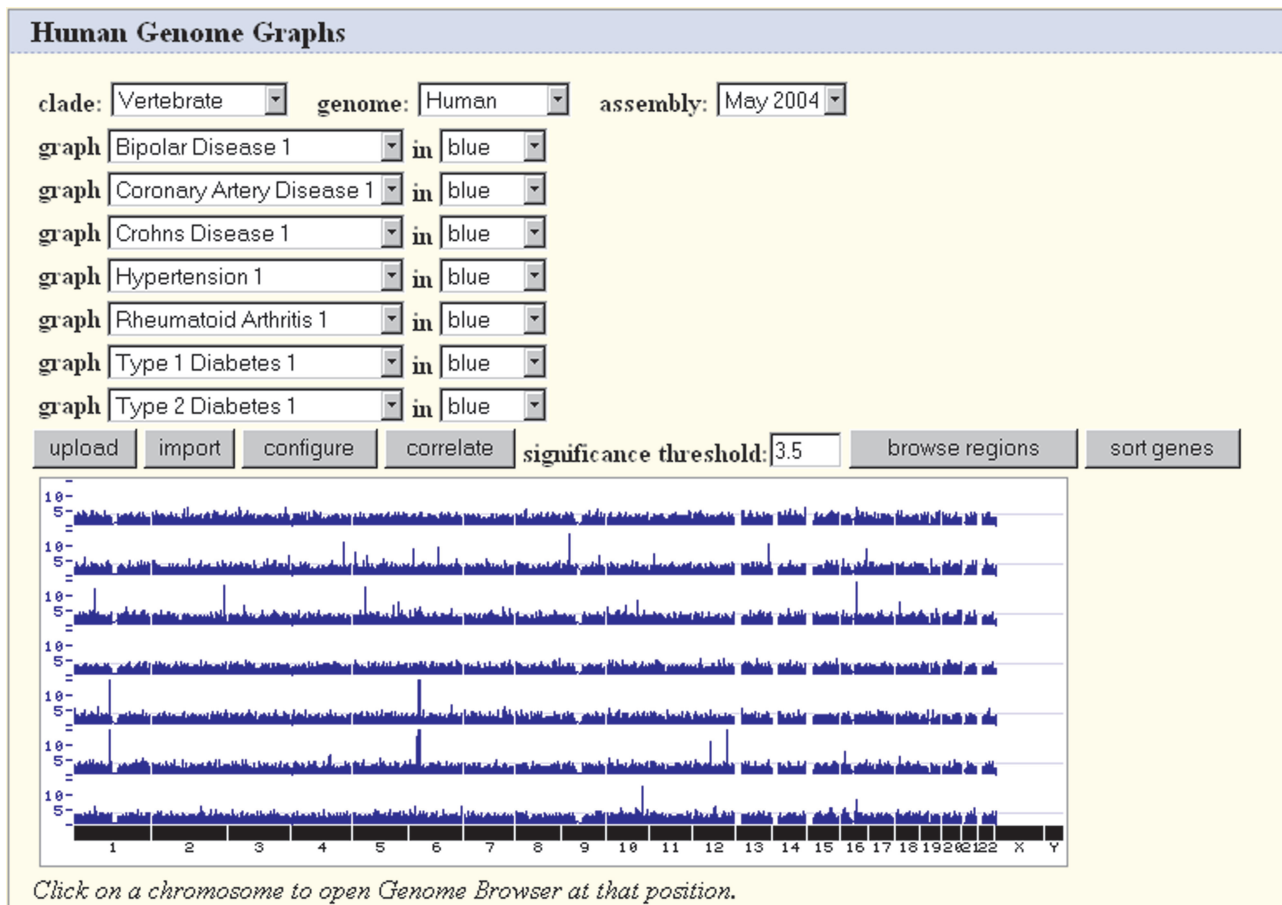 Human Genome Graphs
clade: Vertebrate genome: Human assembly: May 2004
graph Bipolar Disease 1 in blue
graph Coronary Artery Disease 1 in blue
graph Crohns Disease 1 in blue
graph Hypertension 1 in blue
graph Rheumatoid Arthritis 1 in blue
graph Type 1 Diabetes 1 in blue
graph Type 2 Diabetes 1 in blue
upload import configure correlate significance threshold: 3.5 browse regions sort genes
10-
5-
10-
5-
10-
5-
10-
5-
10-
5-
10-
5-
10-
5-
1 2 3 4 5 6 7 8 9 10 11 12 13 14 15 16 17 18 19 20 21 22 X Y
Click on a chromosome to open Genome Browser at that position.